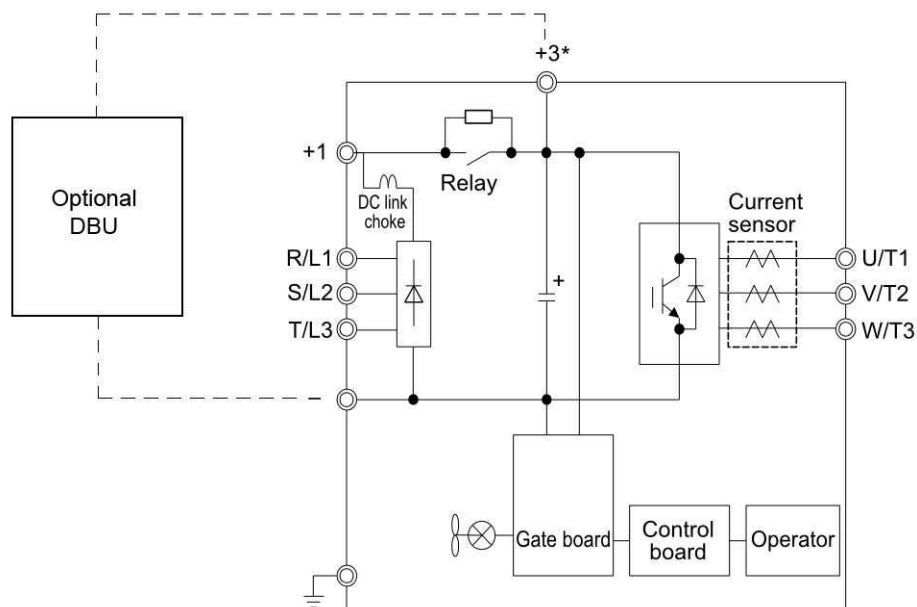 +3*
+1
Relay
Optional
DBU
DC link
choke
Current
sensor
R/L1
S/L2
T/L3
U/T1
V/T2
W/T3
+
–
Gate board
Control
board
Operator